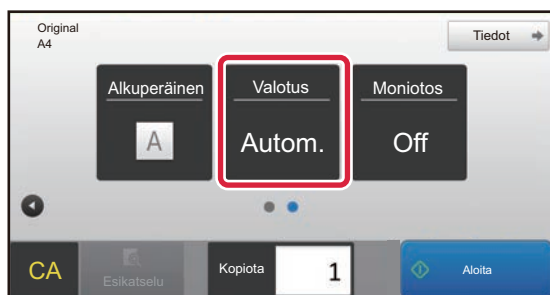 Original
A4
Tiedot
Alkuperäinen
Valotus
Moniotos
A
Autom.
Off
CA
Esikatselu
Kopiota
1
Aloita